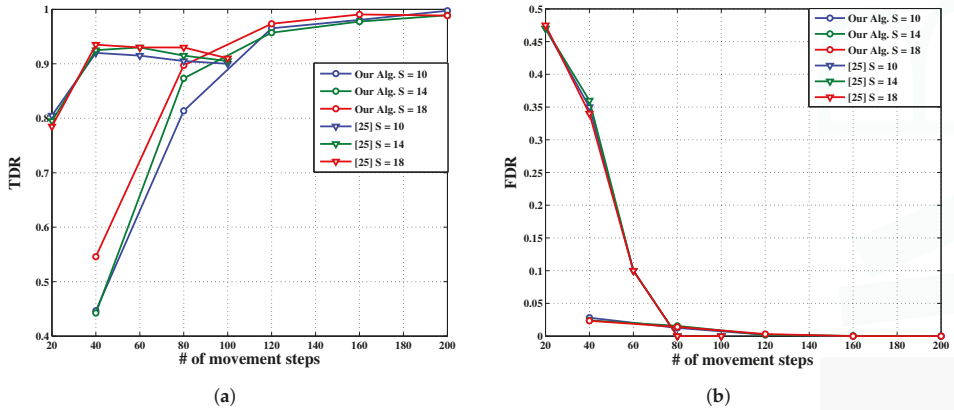 1
0.9
0.8
0.7
0.6
0.5
0.4
TDR
20 40 60 80 100 120 140 160 180 200
# of movement steps
Our Alg. S = 10
Our Alg. S = 14
Our Alg. S = 18
[25] S = 10
[25] S = 14
[25] S = 18
(a)
0.5
0.45
0.4
0.35
0.3
0.25
0.2
0.15
0.1
0.05
0
FDR
20 40 60 80 100 120 140 160 180 200
# of movement steps
Our Alg. S = 10
Our Alg. S = 14
Our Alg. S = 18
[25] S = 10
[25] S = 14
[25] S = 18
(b)